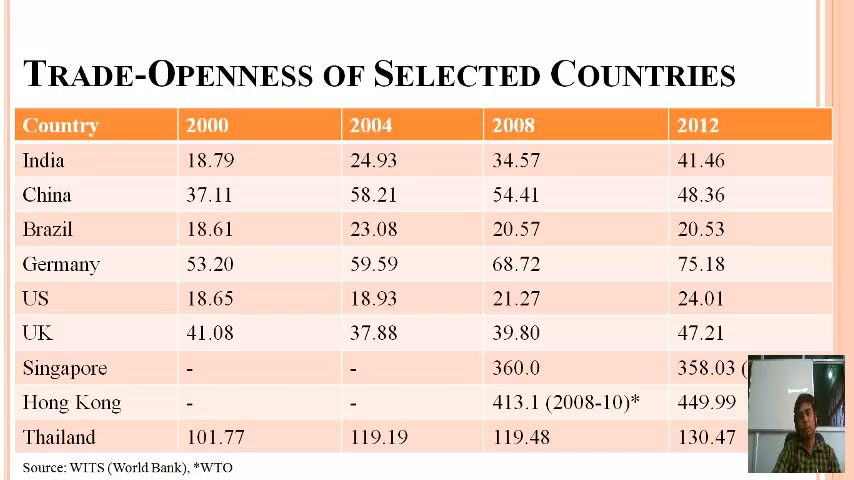 TRADE-OPENNESS OF SELECTED COUNTRIES
Country 2000 2004 2008 2012
India 18.79 24.93 34.57 41.46
China 37.11 58.21 54.41 48.36
Brazil 18.61 23.08 20.57 20.53
Germany 53.20 59.59 68.72 75.18
US 18.65 18.93 21.27 24.01
UK 41.08 37.88 39.80 47.21
Singapore - - 360.0 358.03 (
Hong Kong - - 413.1 (2008-10)* 449.99
Thailand 101.77 119.19 119.48 130.47
Source: WITS (World Bank), *WTO